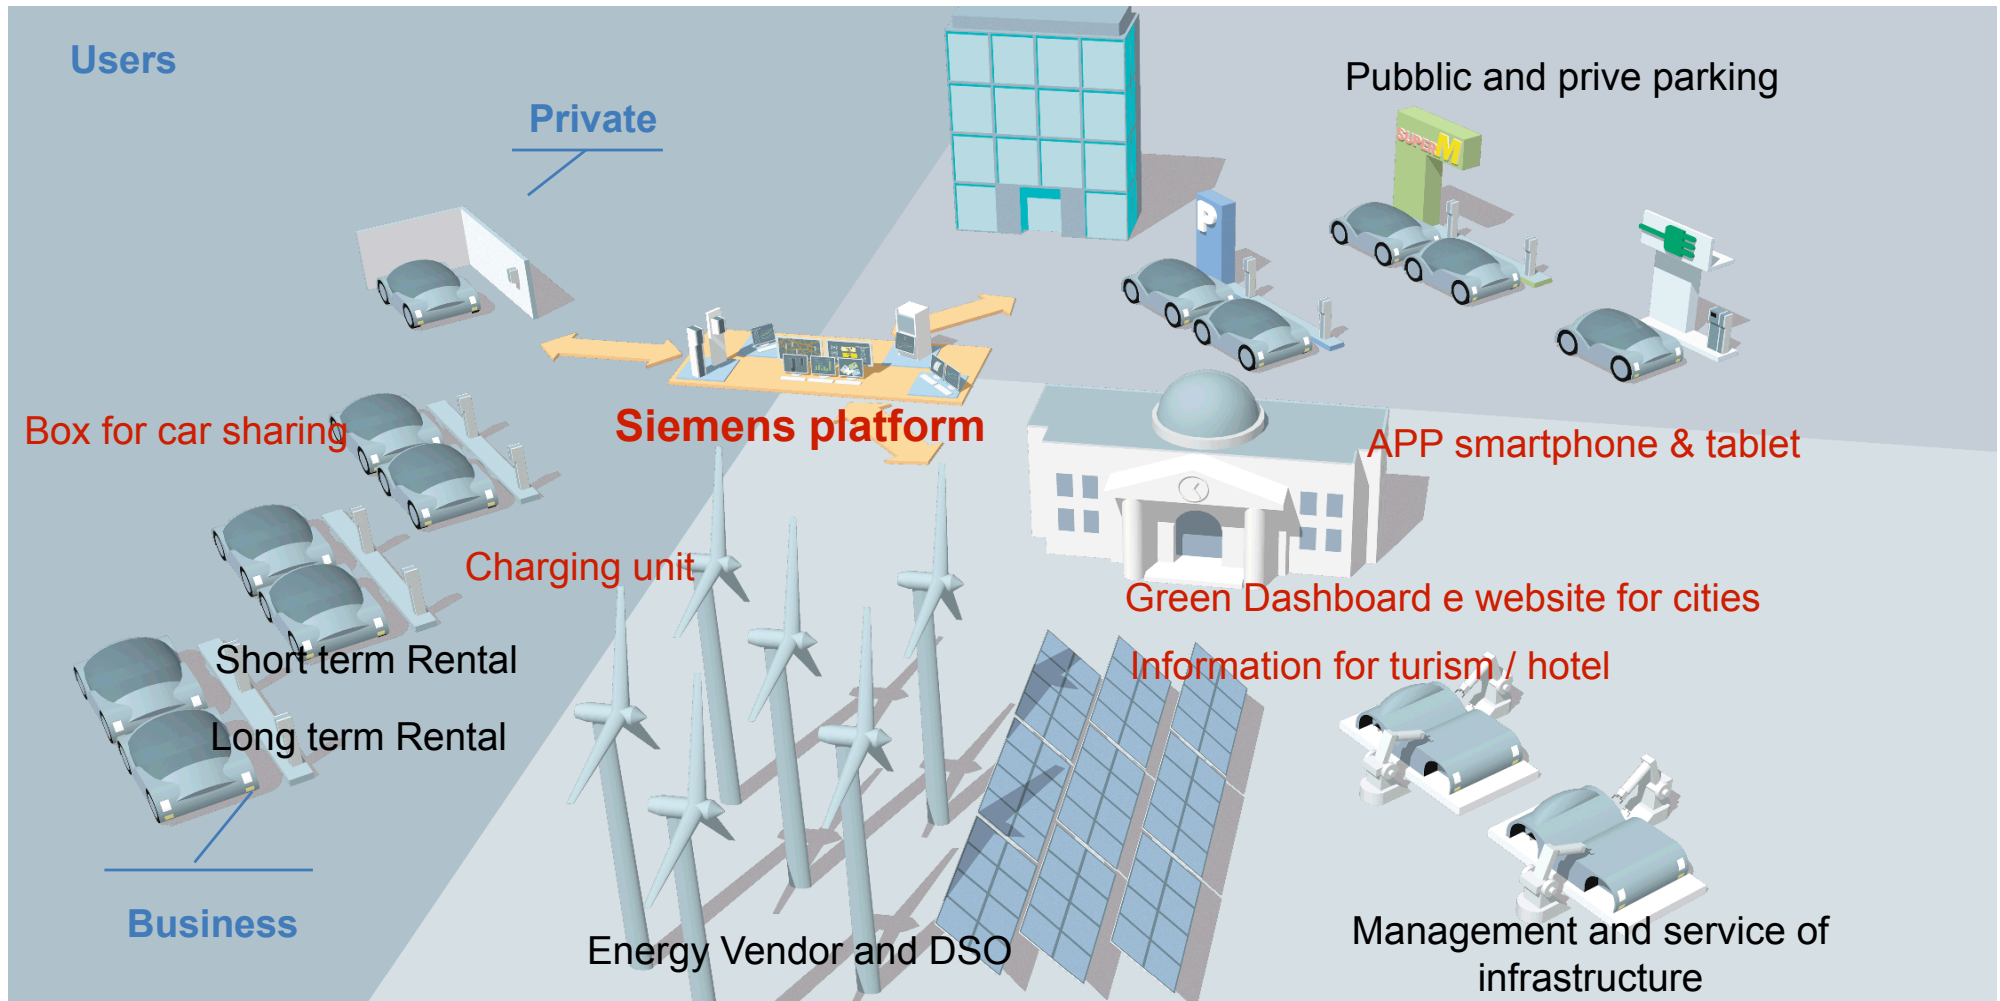 Users
Private
Pubblic and prive parking
SUPERM
P
Box for car sharing
Siemens platform
APP smartphone & tablet
Charging unit
Green Dashboard e website for cities
Short term Rental
Information for turism / hotel
Long term Rental
Business
Energy Vendor and DSO
Management and service of
infrastructure